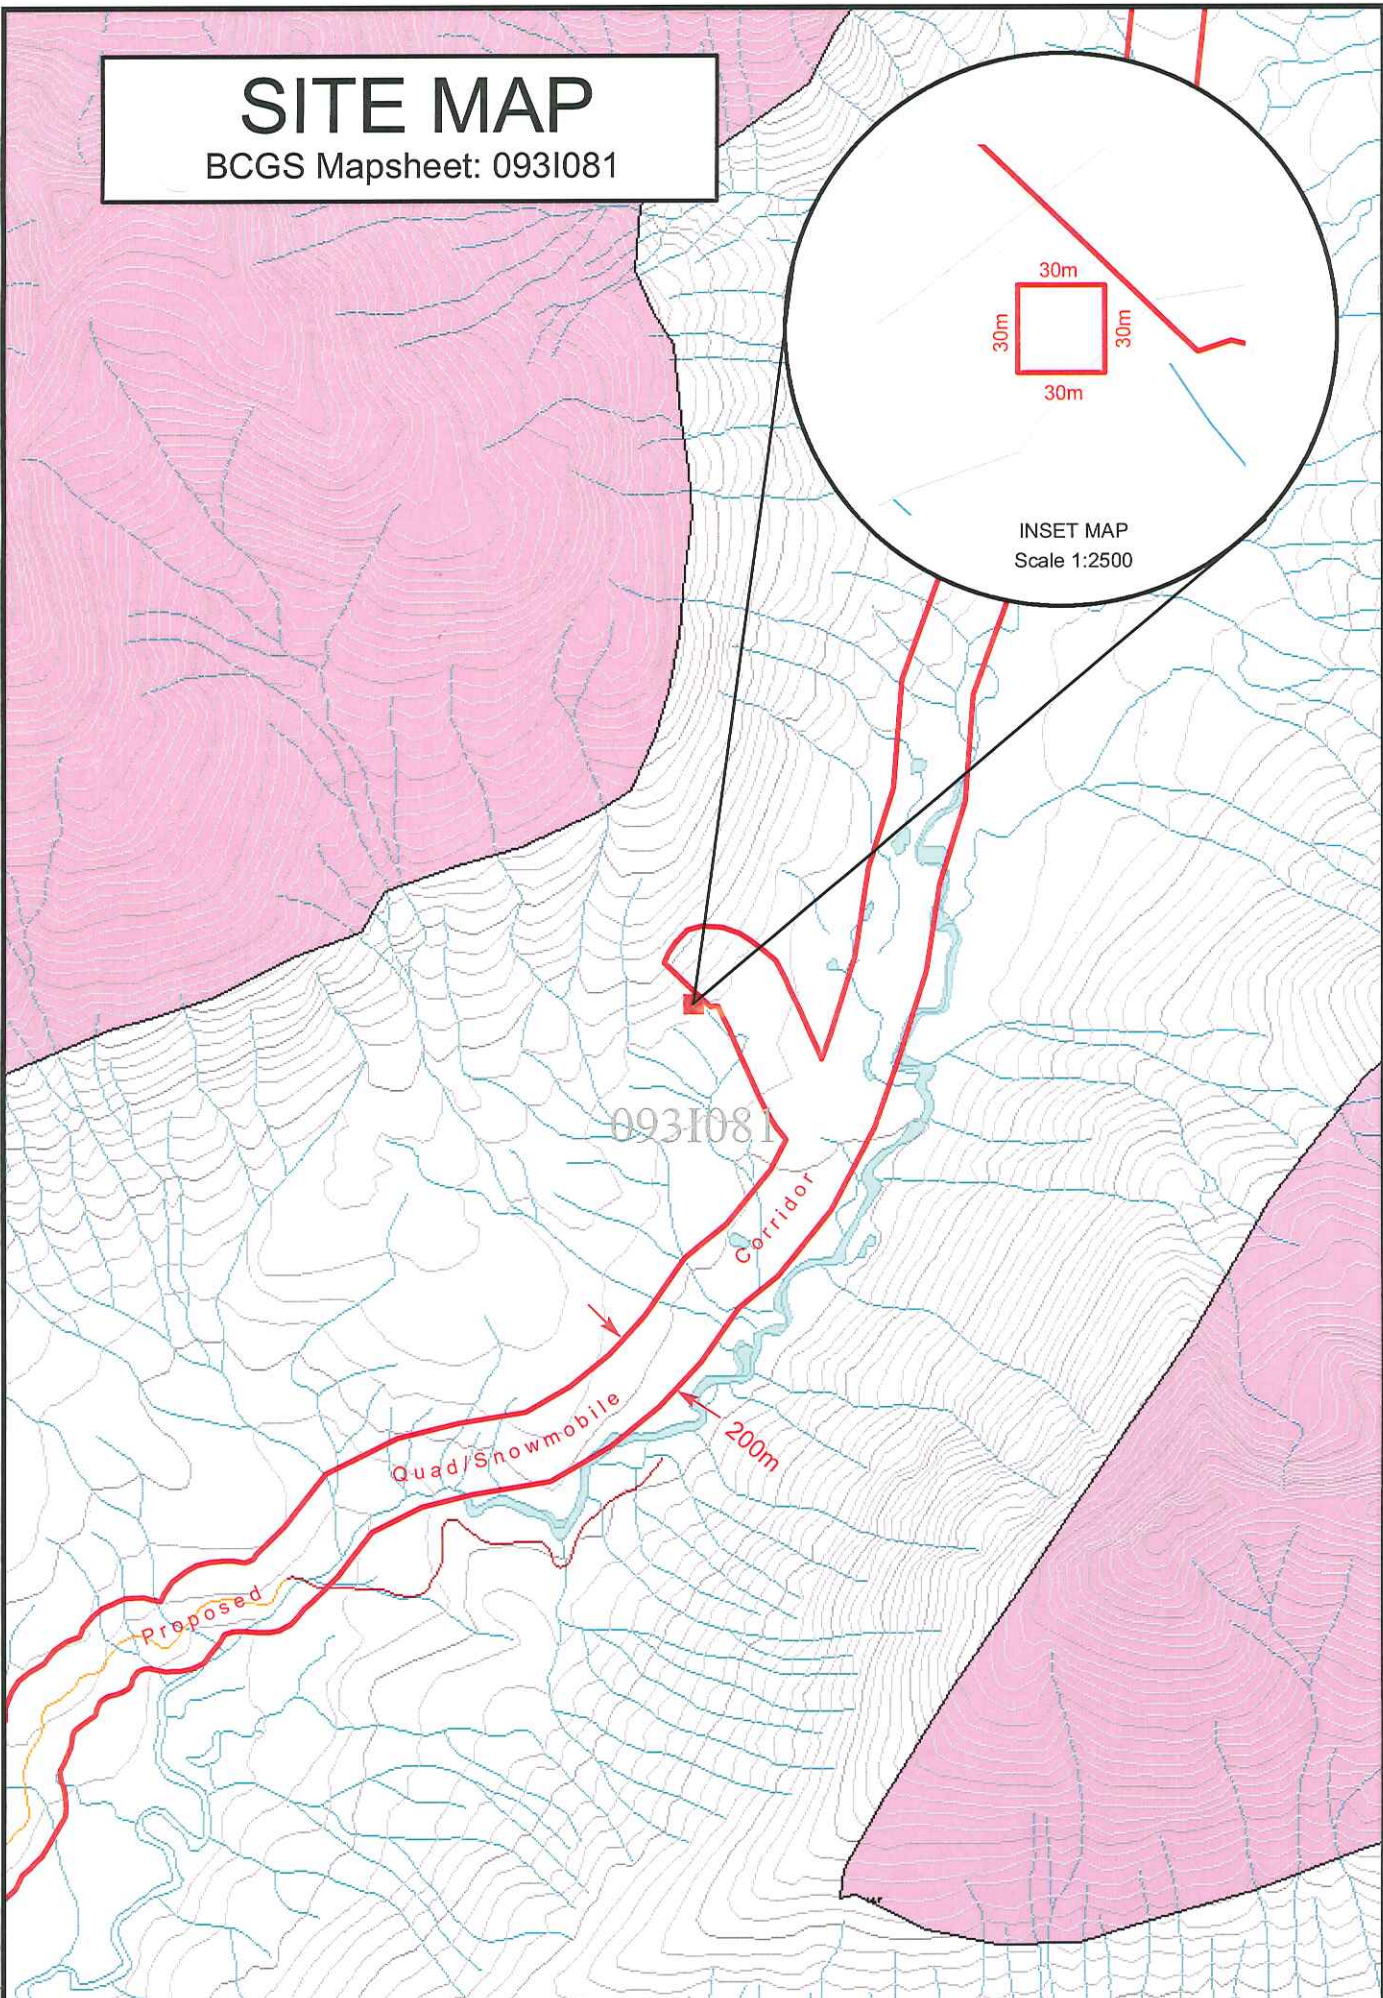 SITE MAP
BCGS Mapsheet: 093I081
30m
30m
30m
30m
INSET MAP
Scale 1:2500
093I081
Corridor
Quad/Snowmobile
200m
Proposed